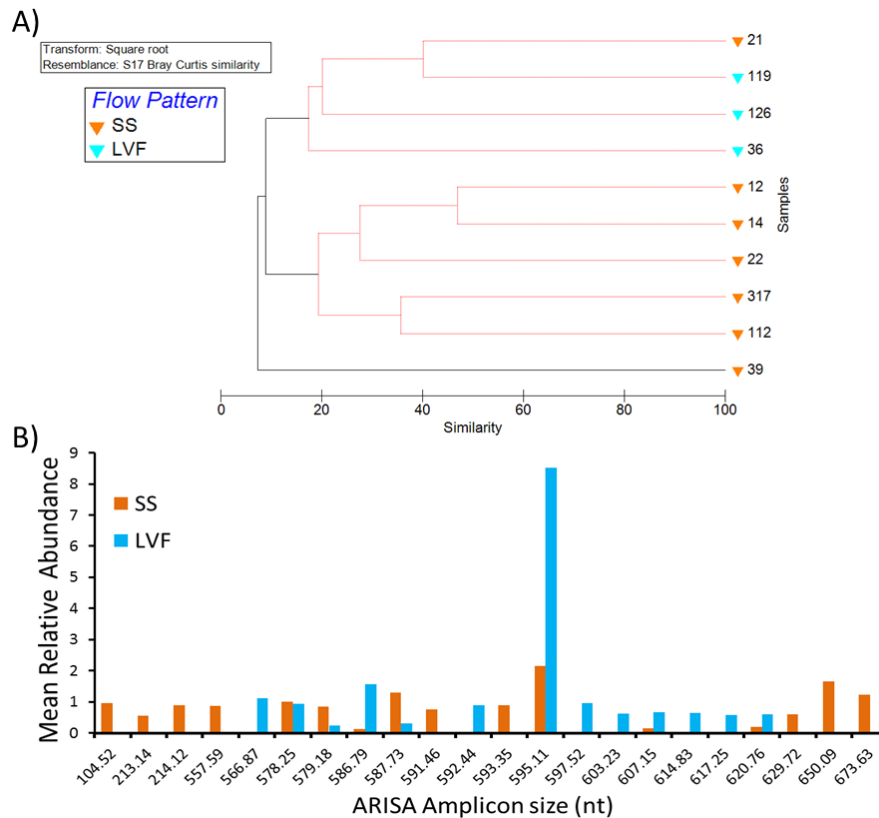 A)
Transform: Square root
Resemblance: S17 Bray Curtis similarity
Flow Pattern
SS
LVF
21
119
126
36
12
14
22
317
112
39
Samples
0 20 40 60 80 100
Similarity
B)
9
8
7
6
5
4
3
2
1
0
Mean Relative Abundance
SS
LVF
104.52 213.14 214.12 557.59 566.87 578.25 579.18 586.79 587.73 591.46 592.44 593.35 595.11 597.52 603.23 607.15 614.83 617.25 620.76 629.72 650.09 673.63
ARISA Amplicon size (nt)